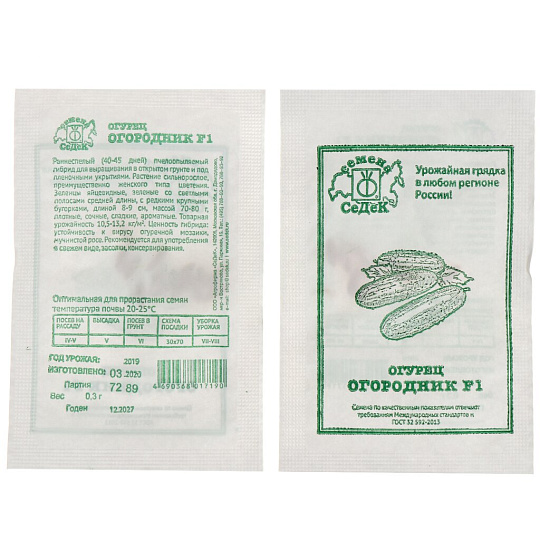 семена
СеДеК
ОГУРЕЦ
ОГОРОДНИК F1
Раннеспелый (40-45 дней) пчелоопыляемый
гибрид для выращивания в открытом грунте и под
пленочными укрытиями. Растение сильнорослое,
преимущественно женского типа цветения.
Зеленцы яйцевидные, зеленые со светлыми
полосами средней длины, с редкими крупными
бугорками, длиной 8-9 см, массой 70-80 г,
плотные, сочные, сладкие, ароматные. Товарная
урожайность 10,5-13,2 кг/м². Ценность гибрида:
устойчивость к вирусу огуречной мозаики,
мучнистой роса. Рекомендуется для употребления
в свежем виде, засолки, консервирования.
Оптимальная для прорастания семян
температура почвы 20-25°С
ПОСЕВ НА РАССАДУ ВЫСАДКА ПОСЕВ В ГРУНТ СХЕМА ПОСАДКИ УБОРКА УРОЖАЯ
IV-V V VI 30x70 VII-VIII
ГОД УРОЖАЯ: 2019
ИЗГОТОВЛЕНО: 03.2020
Партия 72 89
Вес 0,3 г
Годен 12.2027
4 690368 017190
семена
СеДеК
Урожайная грядка
в любом регионе
России!
ОГУРЕЦ
ОГОРОДНИК F1
Семена по качественным показателям отвечают
требованиям Международных стандартов и
ГОСТ 32 592-2013